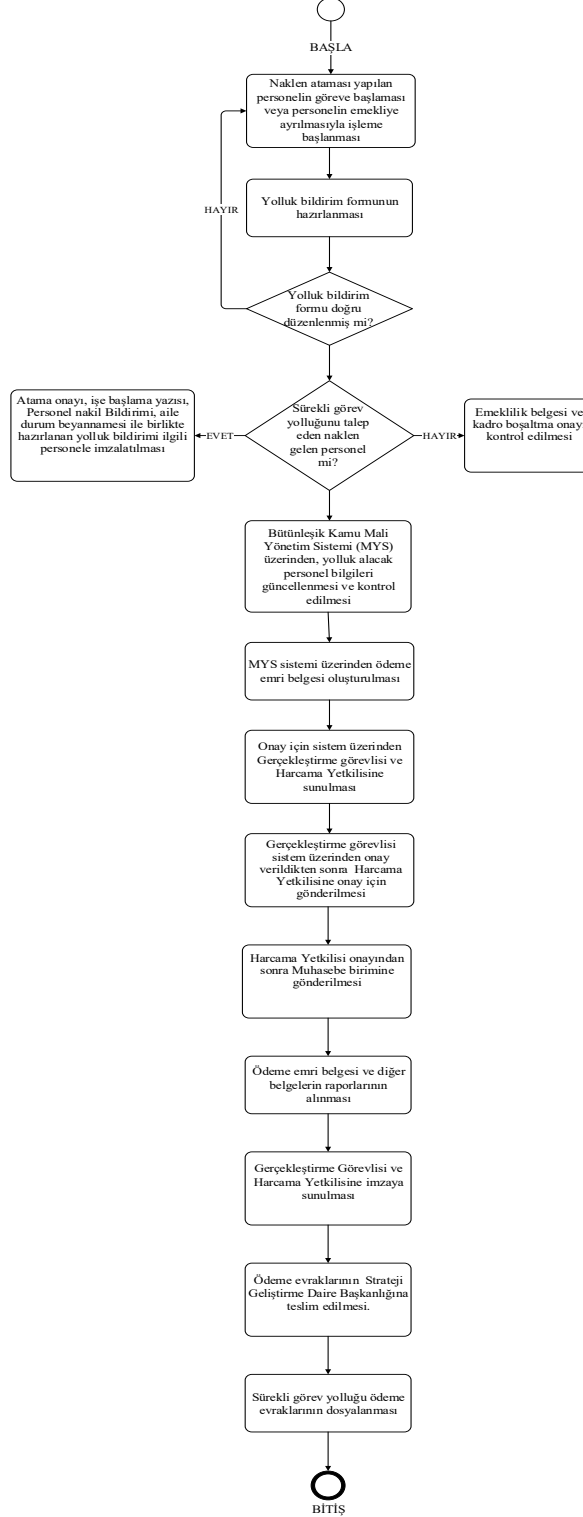 BAŞLA
Naklen ataması yapılan
personelin göreve başlaması
veya personelin emekliye
ayrılmasıyla işleme
başlanması
HAYIR
Yolluk bildirim formunun
hazırlanması
Yolluk bildirim
formu doğru
düzenlenmiş mi?
Atama onayı, işe başlama yazısı,
Personel nakil Bildirimi, aile
durum beyannamesi ile birlikte
hazırlanan yolluk bildirimi ilgili
personele imzalatılması
EVET
Sürekli görev
yolluğunu talep
eden naklen
gelen personel
mi?
HAYIR
Emeklilik belgesi ve
kadro boşaltma onayı
kontrol edilmesi
Bütünleşik Kamu Mali
Yönetim Sistemi (MYS)
üzerinden, yolluk alacak
personel bilgileri
güncellenmesi ve kontrol
edilmesi
MYS sistemi üzerinden ödeme
emri belgesi oluşturulması
Onay için sistem üzerinden
Gerçekleştirme görevlisi ve
Harcama Yetkilisine
sunulması
Gerçekleştirme görevlisi
sistem üzerinden onay
verildikten sonra Harcama
Yetkilisine onay için
gönderilmesi
Harcama Yetkilisi onayından
sonra Muhasebe birimine
gönderilmesi
Ödeme emri belgesi ve diğer
belgelerin raporlarının
alınması
Gerçekleştirme Görevlisi ve
Harcama Yetkilisine imzaya
sunulması
Ödeme evraklarının Strateji
Geliştirme Daire Başkanlığına
teslim edilmesi.
Sürekli görev yolluğu ödeme
evraklarının dosyalanması
BİTİŞ